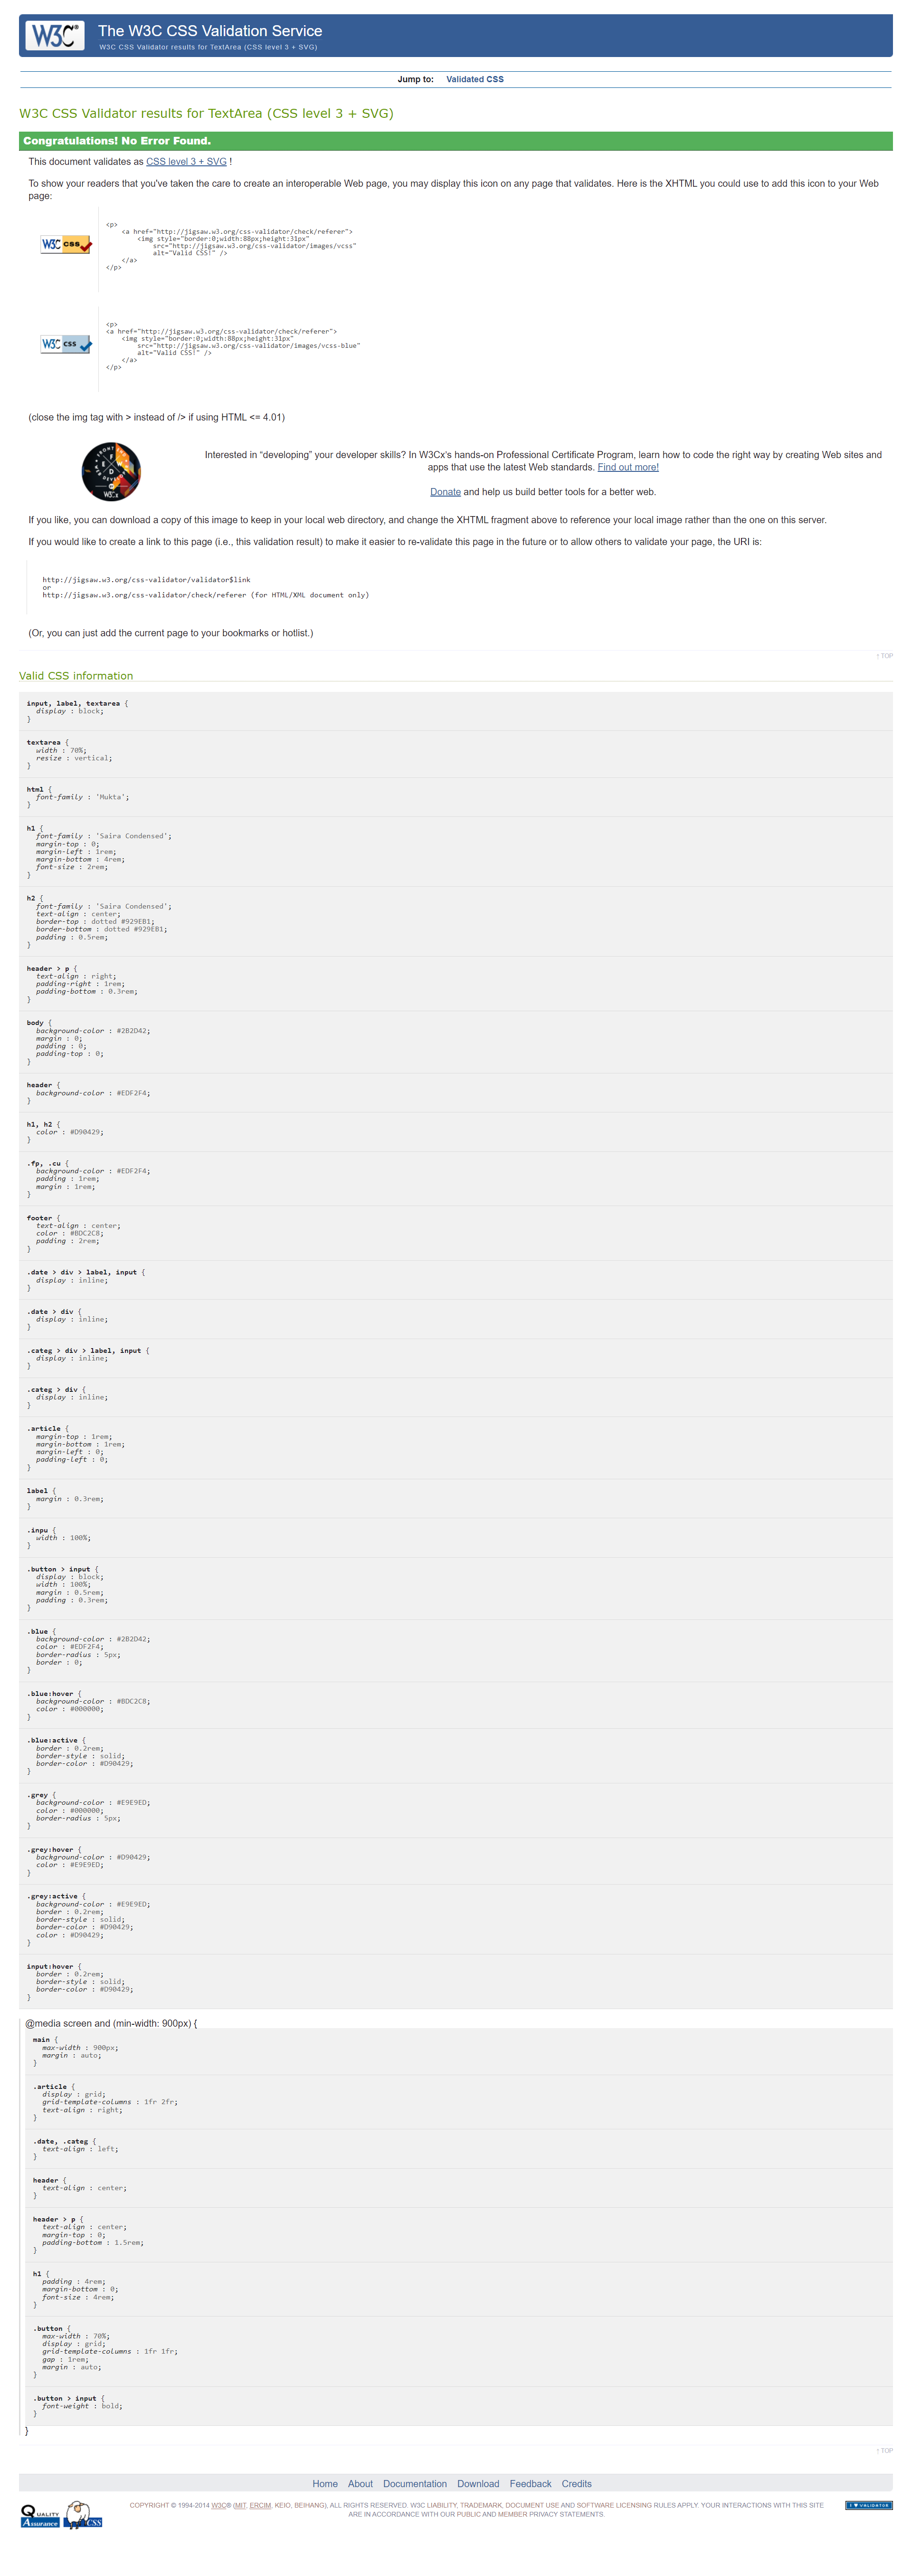 W3C®
The W3C CSS Validation Service
W3C CSS Validator results for TextArea (CSS level 3 + SVG)
Jump to: Validated CSS
W3C CSS Validator results for TextArea (CSS level 3 + SVG)
Congratulations! No Error Found.
This document validates as CSS level 3 + SVG !
To show your readers that you've taken the care to create an interoperable Web page, you may display this icon on any page that validates. Here is the XHTML you could use to add this icon to your Web
page:
W3C css
<p>
<a href="http://jigsaw.w3.org/css-validator/check/referer">
<img style="border:0;width:88px;height:31px"
src="http://jigsaw.w3.org/css-validator/images/vcss"
alt="Valid CSS!" />
</a>
</p>
W3C css
<p>
<a href="http://jigsaw.w3.org/css-validator/check/referer">
<img style="border:0;width:88px;height:31px"
src="http://jigsaw.w3.org/css-validator/images/vcss-blue"
alt="Valid CSS!" />
</a>
</p>
(close the img tag with > instead of /> if using HTML <= 4.01)
Interested in “developing” your developer skills? In W3Cx's hands-on Professional Certificate Program, learn how to code the right way by creating Web sites and
apps that use the latest Web standards. Find out more!
Donate and help us build better tools for a better web.
If you like, you can download a copy of this image to keep in your local web directory, and change the XHTML fragment above to reference your local image rather than the one on this server.
If you would like to create a link to this page (i.e., this validation result) to make it easier to re-validate this page in the future or to allow others to validate your page, the URI is:
http://jigsaw.w3.org/css-validator/validator$link
or
http://jigsaw.w3.org/css-validator/check/referer (for HTML/XML document only)
(Or, you can just add the current page to your bookmarks or hotlist.)
↑ TOP
Valid CSS information
input, label, textarea {
display : block;
}
textarea {
width : 70%;
resize : vertical;
}
html {
font-family : 'Mukta';
}
h1 {
font-family : 'Saira Condensed';
margin-top : 0;
margin-left : 1rem;
margin-bottom : 4rem;
font-size : 2rem;
}
h2 {
font-family : 'Saira Condensed';
text-align : center;
border-top : dotted #929EB1;
border-bottom : dotted #929EB1;
padding : 0.5rem;
}
header > p {
text-align : right;
padding-right : 1rem;
padding-bottom : 0.3rem;
}
body {
background-color : #2B2D42;
margin : 0;
padding : 0;
padding-top : 0;
}
header {
background-color : #EDF2F4;
}
h1, h2 {
color : #D90429;
}
.fp, .cu {
background-color : #EDF2F4;
padding : 1rem;
margin : 1rem;
}
footer {
text-align : center;
color : #BDC2C8;
padding : 2rem;
}
.date > div > label, input {
display : inline;
}
.date > div {
display : inline;
}
.categ > div > label, input {
display : inline;
}
.categ > div {
display : inline;
}
.article {
margin-top : 1rem;
margin-bottom : 1rem;
margin-left : 0;
padding-left : 0;
}
label {
margin : 0.3rem;
}
.inpu {
width : 100%;
}
.button > input {
display : block;
width : 100%;
margin : 0.5rem;
padding : 0.3rem;
}
.blue {
background-color : #2B2D42;
color : #EDF2F4;
border-radius : 5px;
border : 0;
}
.blue:hover {
background-color : #BDC2C8;
color : #000000;
}
.blue:active {
border : 0.2rem;
border-style : solid;
border-color : #D90429;
}
.grey {
background-color : #E9E9ED;
color : #000000;
border-radius : 5px;
}
.grey:hover {
background-color : #D90429;
color : #E9E9ED;
}
.grey:active {
background-color : #E9E9ED;
border : 0.2rem;
border-style : solid;
border-color : #D90429;
color : #D90429;
}
input:hover {
border : 0.2rem;
border-style : solid;
border-color : #D90429;
}
@media screen and (min-width: 900px) {
main {
max-width : 900px;
margin : auto;
}
.article {
display : grid;
grid-template-columns : 1fr 2fr;
text-align : right;
}
.date, .categ {
text-align : left;
}
header {
text-align : center;
}
header > p {
text-align : center;
margin-top : 0;
padding-bottom : 1.5rem;
}
h1 {
padding : 4rem;
margin-bottom : 0;
font-size : 4rem;
}
.button {
max-width : 70%;
display : grid;
grid-template-columns : 1fr 1fr;
gap : 1rem;
margin : auto;
}
.button > input {
font-weight : bold;
}
}
↑ TOP
Home About Documentation Download Feedback Credits
Quality
Assurance
CSS
COPYRIGHT © 1994-2014 W3C® (MIT, ERCIM, KEIO, BEIHANG), ALL RIGHTS RESERVED. W3C LIABILITY, TRADEMARK, DOCUMENT USE AND SOFTWARE LICENSING RULES APPLY. YOUR INTERACTIONS WITH THIS SITE
ARE IN ACCORDANCE WITH OUR PUBLIC AND MEMBER PRIVACY STATEMENTS.
I ♥ VALIDATOR